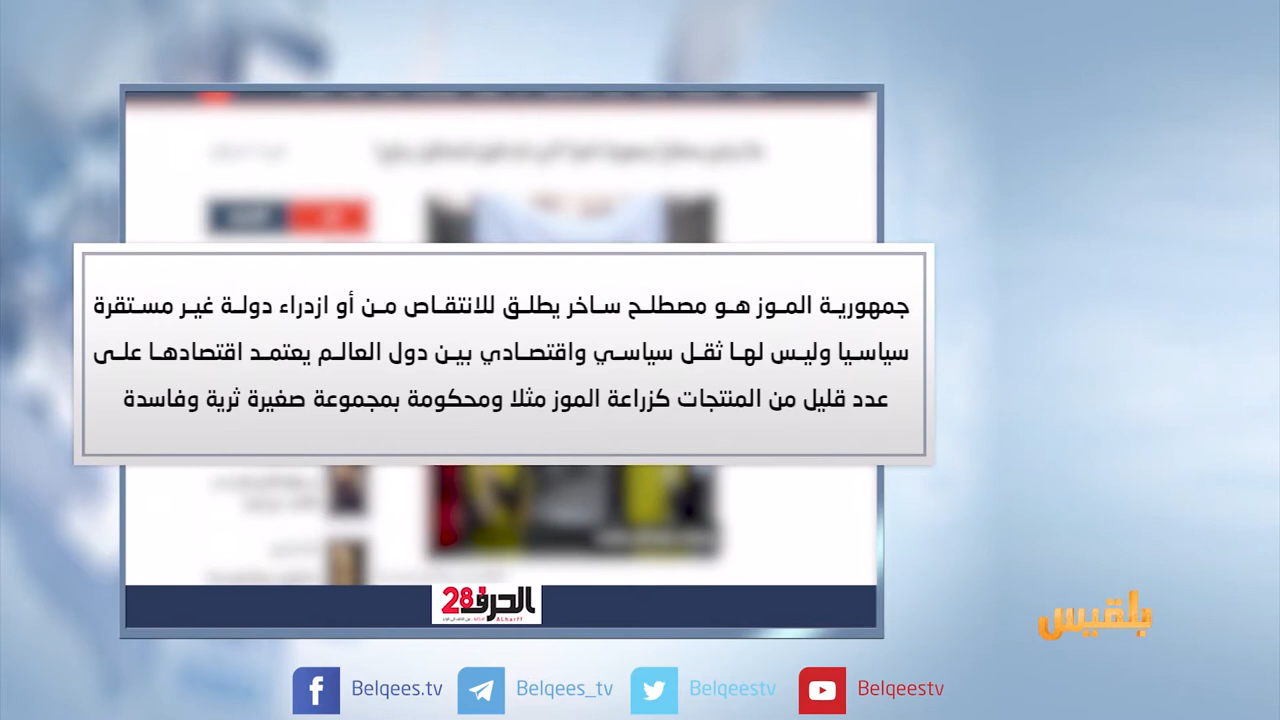 جمهورية الموز هو مصطلح ساخر يطلق للانتقاص من أو ازدراء دولة غير مستقرة
سياسيا وليس لها ثقل سياسي واقتصادي بين دول العالم يعتمد اقتصادها على
عدد قليل من المنتجات كزراعة الموز مثلا ومحكومة بمجموعة صغيرة ثرية وفاسدة
الحرف28
ALharff
بلقيس
Belqees.tv
Belqees_tv
Belqeestv
Belqeestv